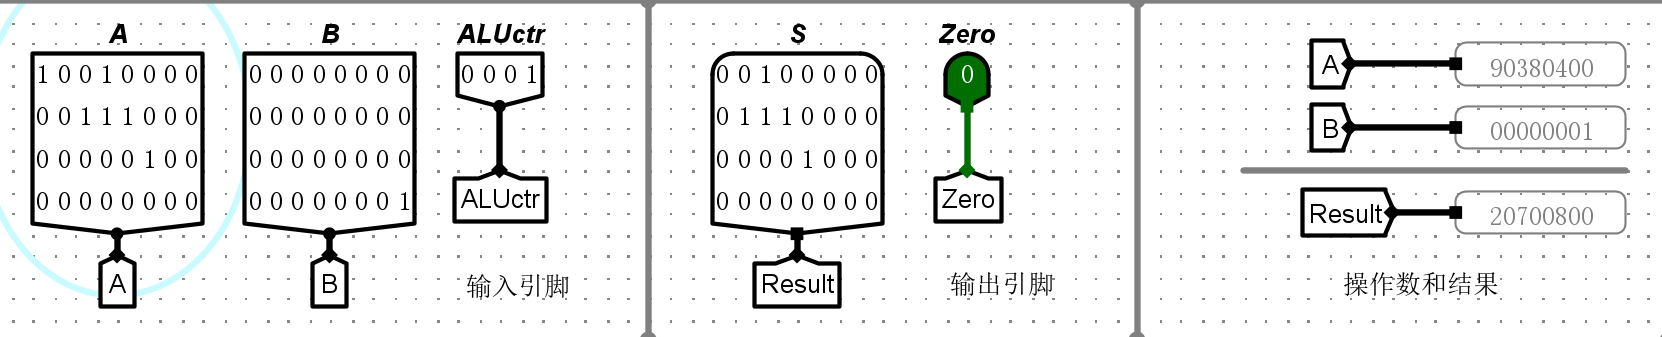 A
1 0 0 1 0 0 0 0
0 0 1 1 1 0 0 0
0 0 0 0 0 1 0 0
0 0 0 0 0 0 0 0
A
B
0 0 0 0 0 0 0 0
0 0 0 0 0 0 0 0
0 0 0 0 0 0 0 0
0 0 0 0 0 0 0 1
B
ALUctr
0 0 0 1
ALUctr
输入引脚
S
0 0 1 0 0 0 0 0
0 1 1 1 0 0 0 0
0 0 0 0 1 0 0 0
0 0 0 0 0 0 0 0
Result
Zero
0
Zero
输出引脚
A 90380400
B 00000001
Result 20700800
操作数和结果